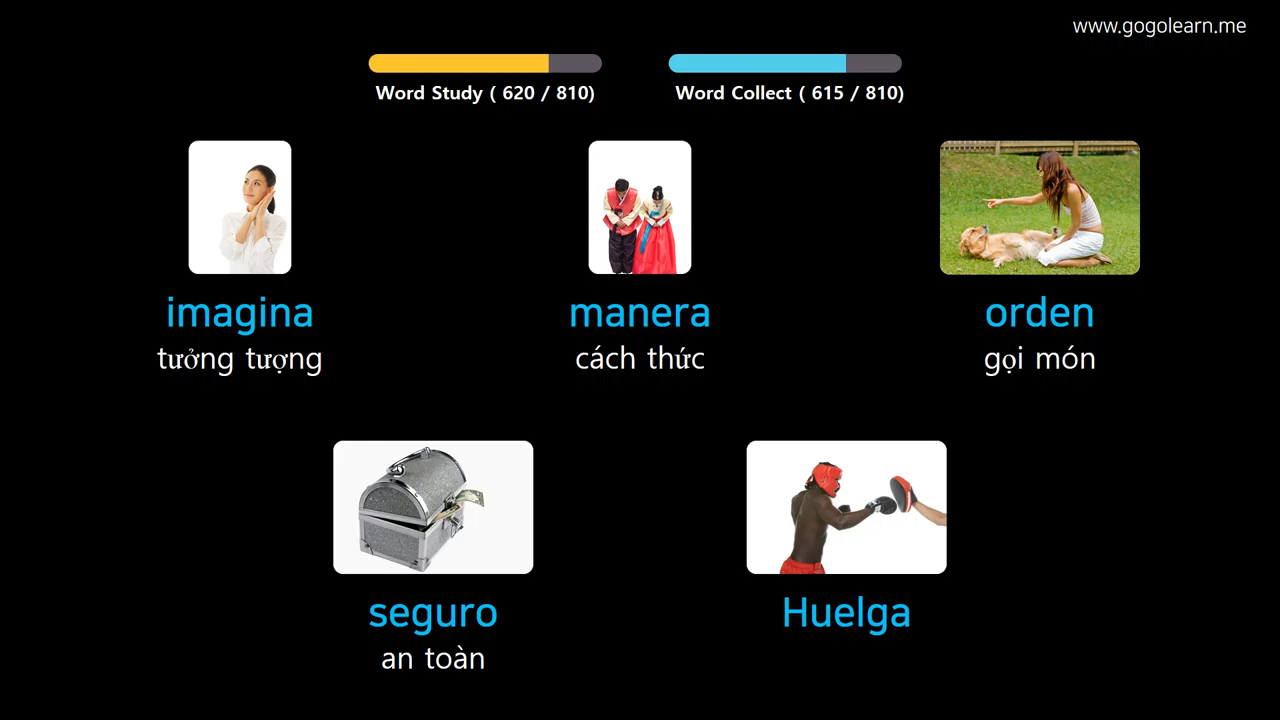 www.gogolearn.me
Word Study ( 620 / 810)
Word Collect ( 615 / 810)
imagina
tưởng tượng
manera
cách thức
orden
gọi món
seguro
an toàn
Huelga